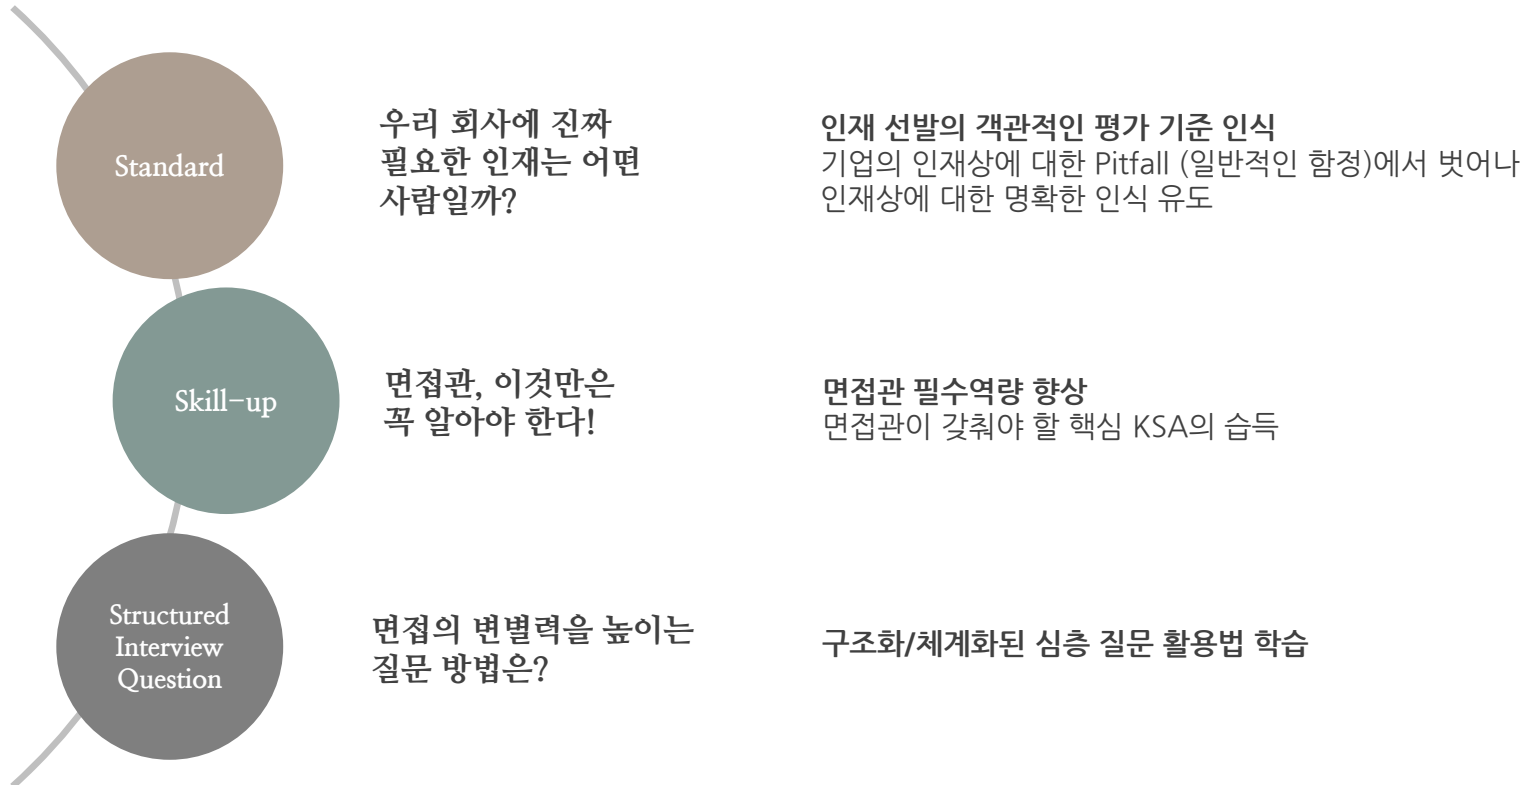 Standard
우리 회사에 진짜
필요한 인재는 어떤
사람일까?
인재 선발의 객관적인 평가 기준 인식
기업의 인재상에 대한 Pitfall (일반적인 함정)에서 벗어나
인재상에 대한 명확한 인식 유도
Skill-up
면접관, 이것만은
꼭 알아야 한다!
면접관 필수역량 향상
면접관이 갖춰야 할 핵심 KSA의 습득
Structured
Interview
Question
면접의 변별력을 높이는
질문 방법은?
구조화/체계화된 심층 질문 활용법 학습